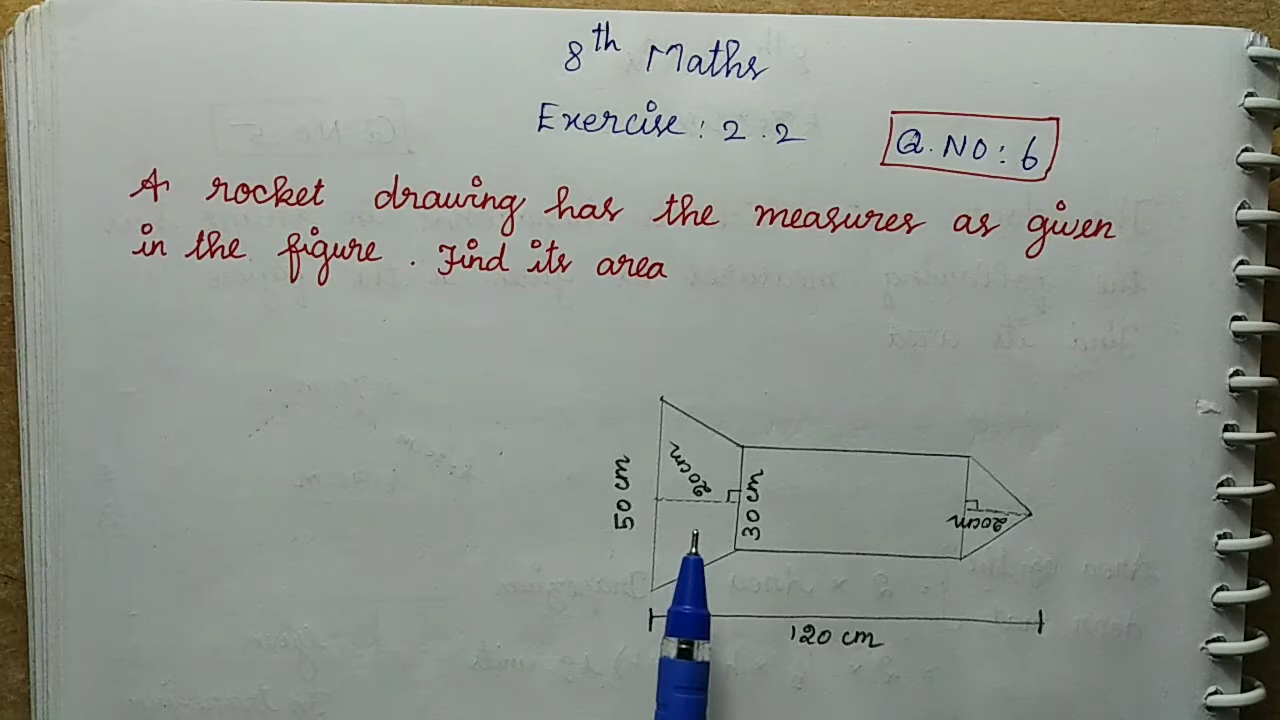 8th Maths
Exercise : 2.2
Q. NO : 6
A rocket drawing has the measures as given
in the figure. Find its area
20cm
50 cm
30 cm
20cm
120 cm